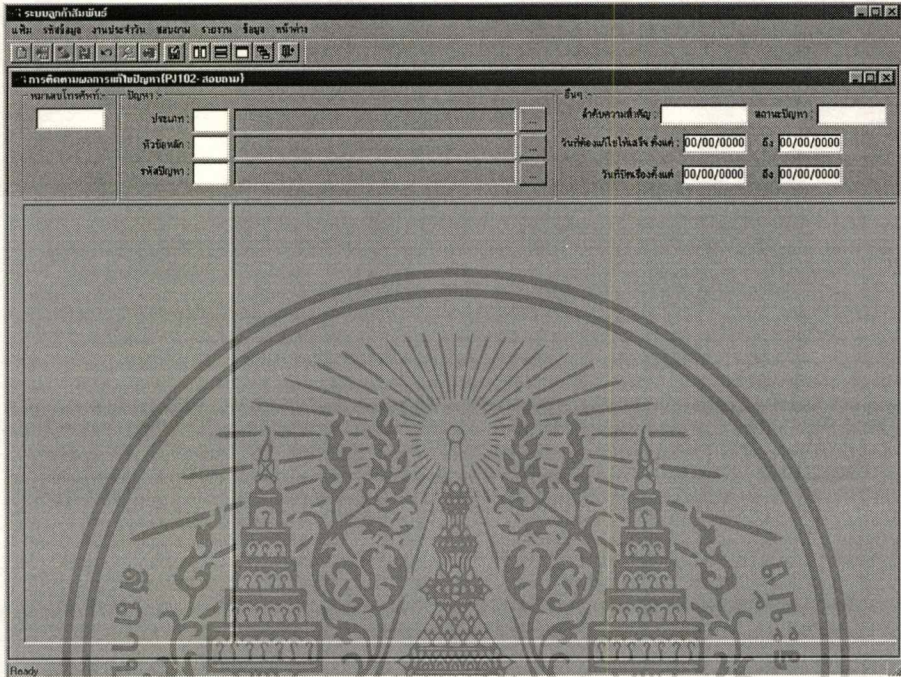 ระบบลูกค้าสัมพันธ์
แฟ้ม รหัสข้อมูล งานประจำวัน สอบถาม รายงาน ข้อมูล หน้าต่าง
การติดตามผลการแก้ไขปัญหา(PJ102- สอบถาม)
หมายเลขโทรศัพท์:-
ปัญหา :-
ประเภท :
...
หัวข้อหลัก :
...
รหัสปัญหา :
...
อื่นๆ :-
ลำดับความสำคัญ :
สถานะปัญหา :
วันที่ต้องแก้ไขให้เสร็จ ตั้งแต่ : 00/00/0000 ถึง 00/00/0000
วันที่ปิดเรื่องตั้งแต่ 00/00/0000 ถึง 00/00/0000
Ready